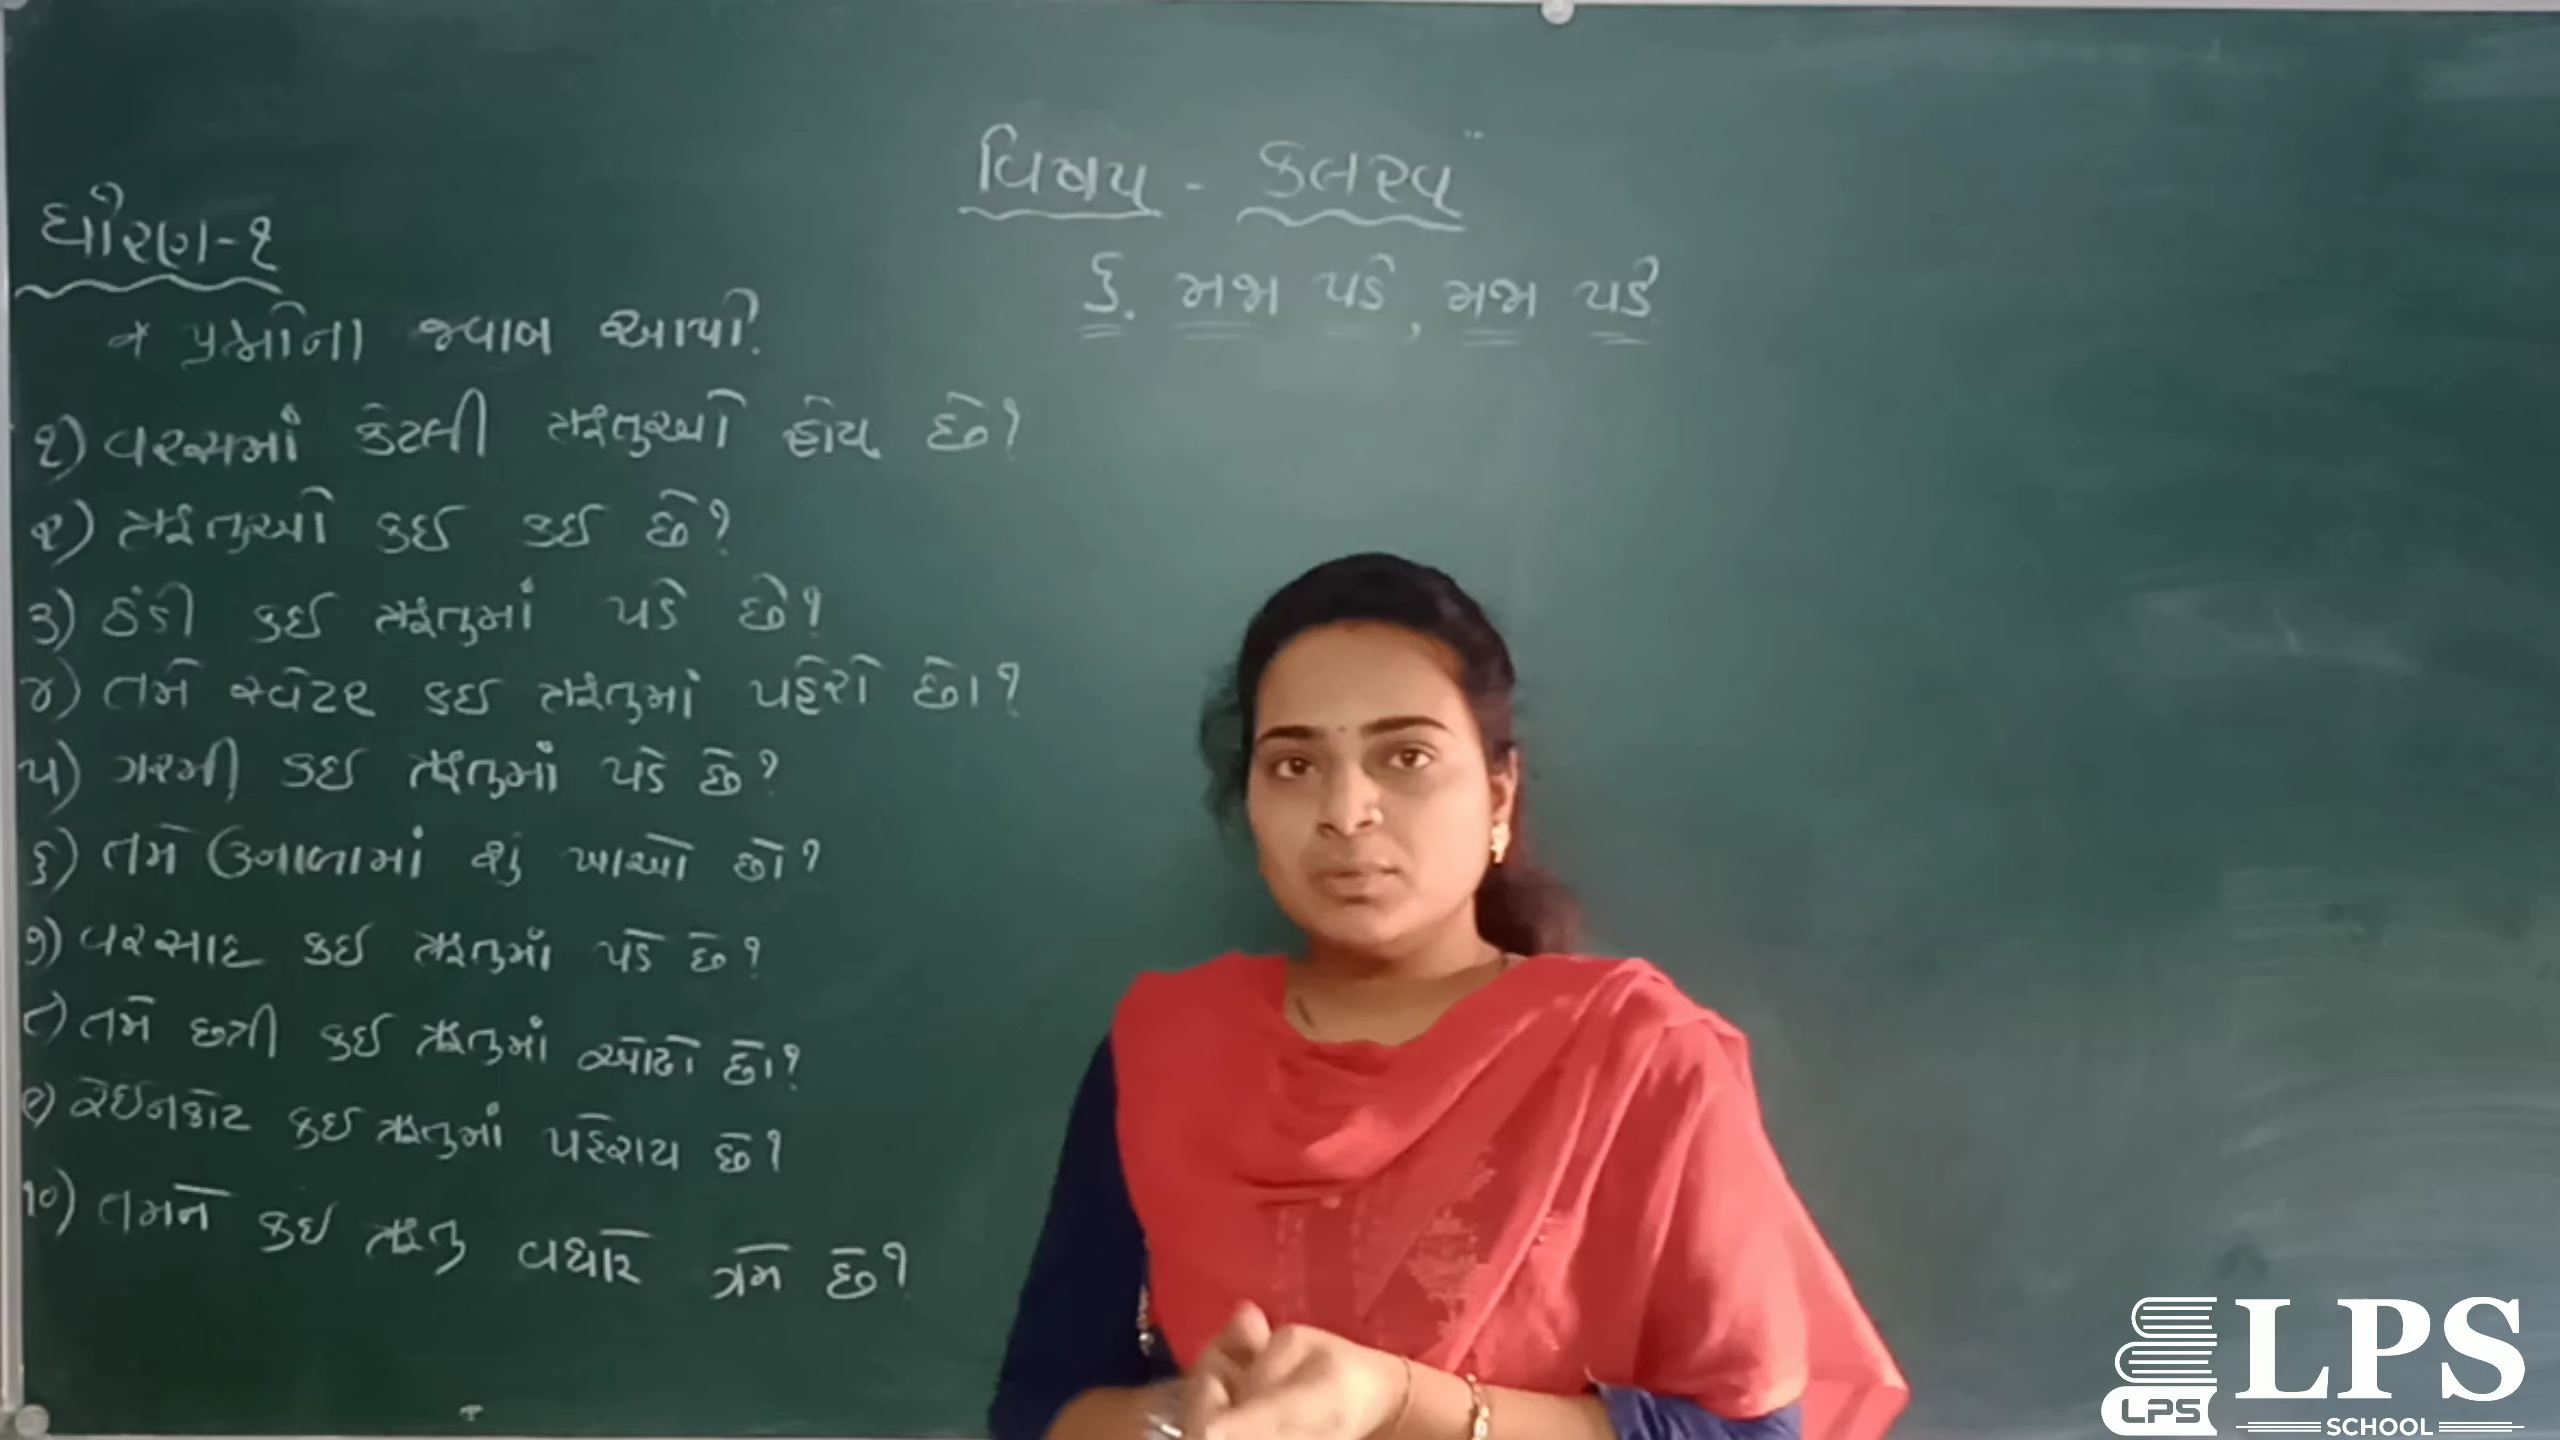 વિષય - કલરવ
ધોરણ-૧
૬. મજા પડે, મજા પડે
* પ્રશ્નોના જવાબ આપો.
૧) વરસમાં કેટલી ઋતુઓ હોય છે?
૨) ઋતુઓ કઈ કઈ છે?
૩) ઠંડી કઈ ઋતુમાં પડે છે?
૪) તમે સ્વેટર કઈ ઋતુમાં પહેરો છો?
૫) ગરમી કઈ ઋતુમાં પડે છે?
૬) તમે ઉનાળામાં શું ખાઓ છો?
૭) વરસાદ કઈ ઋતુમાં પડે છે?
૮) તમે છત્રી કઈ ઋતુમાં ઓઢો છો?
૯) રેઈનકોટ કઈ ઋતુમાં પહેરાય છે?
૧૦) તમને કઈ ઋતુ વધારે ગમે છે?
LPS
LPS
SCHOOL